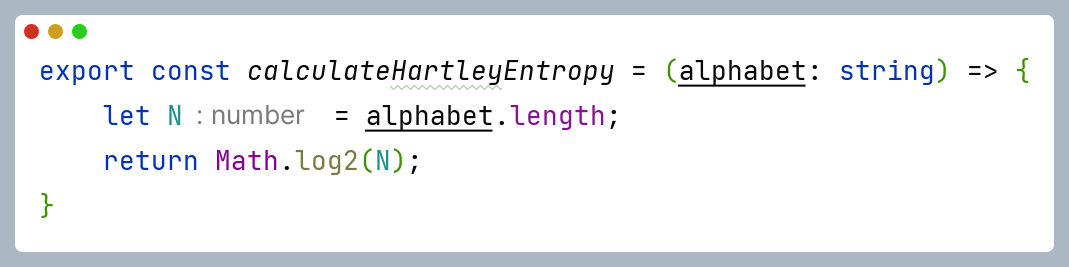 export const calculateHartleyEntropy = (alphabet: string) => {
    let N : number = alphabet.length;
    return Math.log2(N);
}